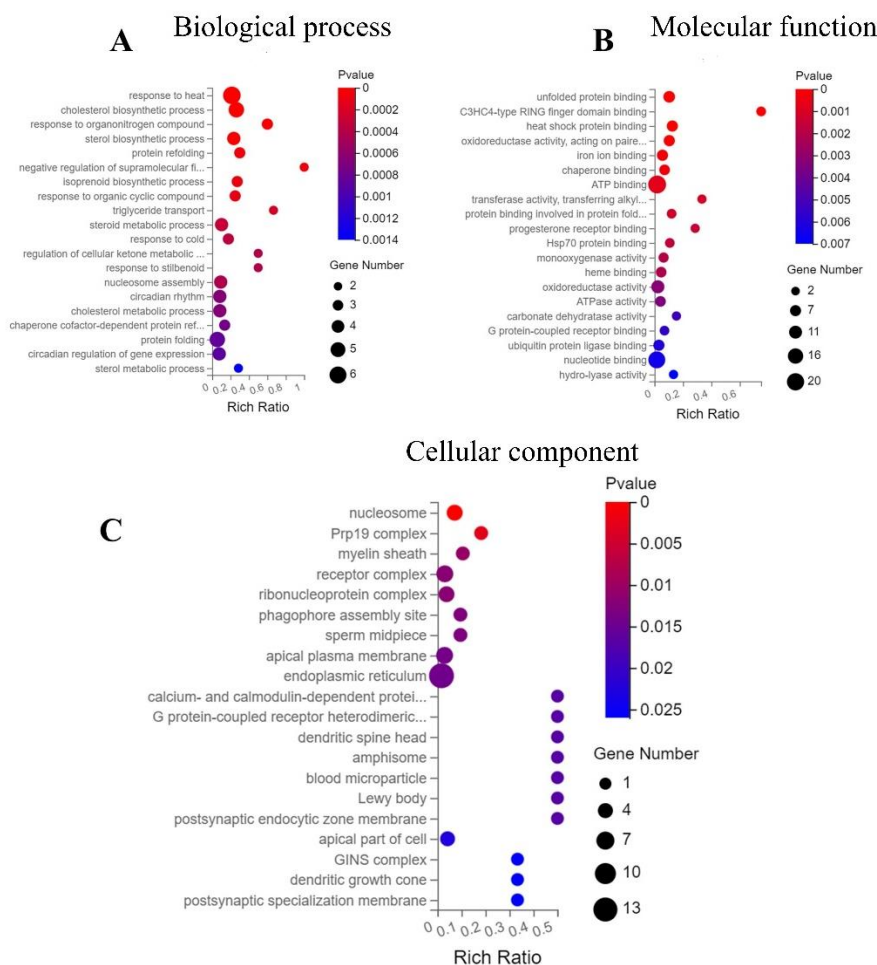 A Biological process
response to heat
cholesterol biosynthetic process
response to organonitrogen compound
sterol biosynthetic process
protein refolding
negative regulation of supramolecular fi...
isoprenoid biosynthetic process
response to organic cyclic compound
triglyceride transport
steroid metabolic process
response to cold
regulation of cellular ketone metabolic ...
response to stilbenoid
nucleosome assembly
circadian rhythm
cholesterol metabolic process
chaperone cofactor-dependent protein ref...
protein folding
circadian regulation of gene expression
sterol metabolic process
0 0.2 0.4 0.6 0.8 1
Rich Ratio
Pvalue
0
0.0002
0.0004
0.0006
0.0008
0.001
0.0012
0.0014
Gene Number
2
3
4
5
6
B Molecular function
unfolded protein binding
C3HC4-type RING finger domain binding
heat shock protein binding
oxidoreductase activity, acting on paire...
iron ion binding
chaperone binding
ATP binding
transferase activity, transferring alkyl...
protein binding involved in protein fold...
progesterone receptor binding
Hsp70 protein binding
monooxygenase activity
heme binding
oxidoreductase activity
ATPase activity
carbonate dehydratase activity
G protein-coupled receptor binding
ubiquitin protein ligase binding
nucleotide binding
hydro-lyase activity
0 0.2 0.4 0.6
Rich Ratio
Pvalue
0
0.001
0.002
0.003
0.004
0.005
0.006
0.007
Gene Number
2
7
11
16
20
Cellular component
C
nucleosome
Prp19 complex
myelin sheath
receptor complex
ribonucleoprotein complex
phagophore assembly site
sperm midpiece
apical plasma membrane
endoplasmic reticulum
calcium- and calmodulin-dependent protei...
G protein-coupled receptor heterodimeric...
dendritic spine head
amphisome
blood microparticle
Lewy body
postsynaptic endocytic zone membrane
apical part of cell
GINS complex
dendritic growth cone
postsynaptic specialization membrane
0 0.1 0.2 0.3 0.4 0.5
Rich Ratio
Pvalue
0
0.005
0.01
0.015
0.02
0.025
Gene Number
1
4
7
10
13